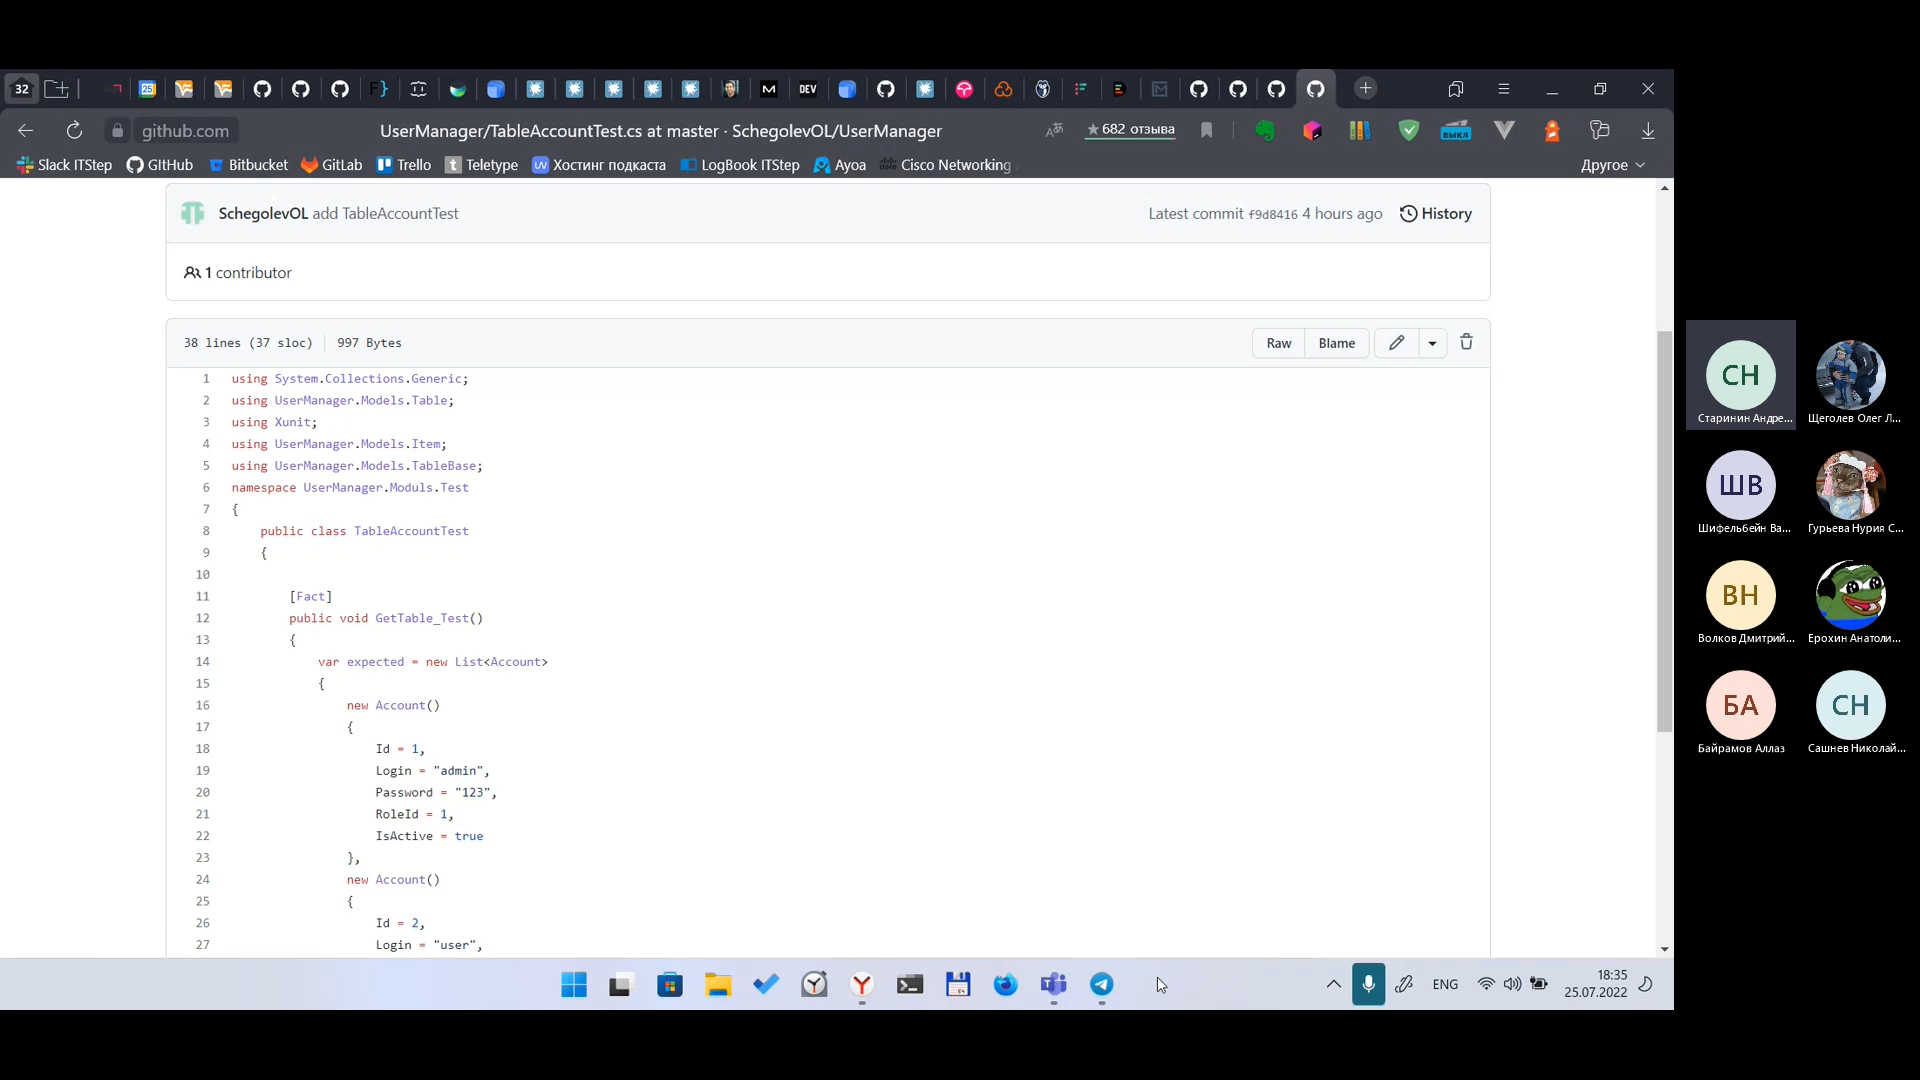 32
github.com
UserManager/TableAccountTest.cs at master · SchegolevOL/UserManager
★ 682 отзыва
ВЫКЛ
Slack ITStep
GItHub
Bitbucket
GitLab
Trello
Teletype
Хостинг подкаста
LogBook ITStep
Ayoa
Cisco Networking
Другое
SchegolevOL add TableAccountTest
Latest commit f9d8416 4 hours ago
History
1 contributor
38 lines (37 sloc)
997 Bytes
Raw
Blame
1 using System.Collections.Generic;
2 using UserManager.Models.Table;
3 using Xunit;
4 using UserManager.Models.Item;
5 using UserManager.Models.TableBase;
6 namespace UserManager.Moduls.Test
7 {
8 public class TableAccountTest
9 {
10
11 [Fact]
12 public void GetTable_Test()
13 {
14 var expected = new List<Account>
15 {
16 new Account()
17 {
18 Id = 1,
19 Login = "admin",
20 Password = "123",
21 RoleId = 1,
22 IsActive = true
23 },
24 new Account()
25 {
26 Id = 2,
27 Login = "user",
СН
Старинин Андре...
Щеголев Олег Л...
ШВ
Шифельбейн Ва...
Гурьева Нурия С...
ВН
Волков Дмитрий...
Ерохин Анатоли...
БА
Байрамов Аллаз
СН
Сашнев Николай...
ENG
18:35
25.07.2022